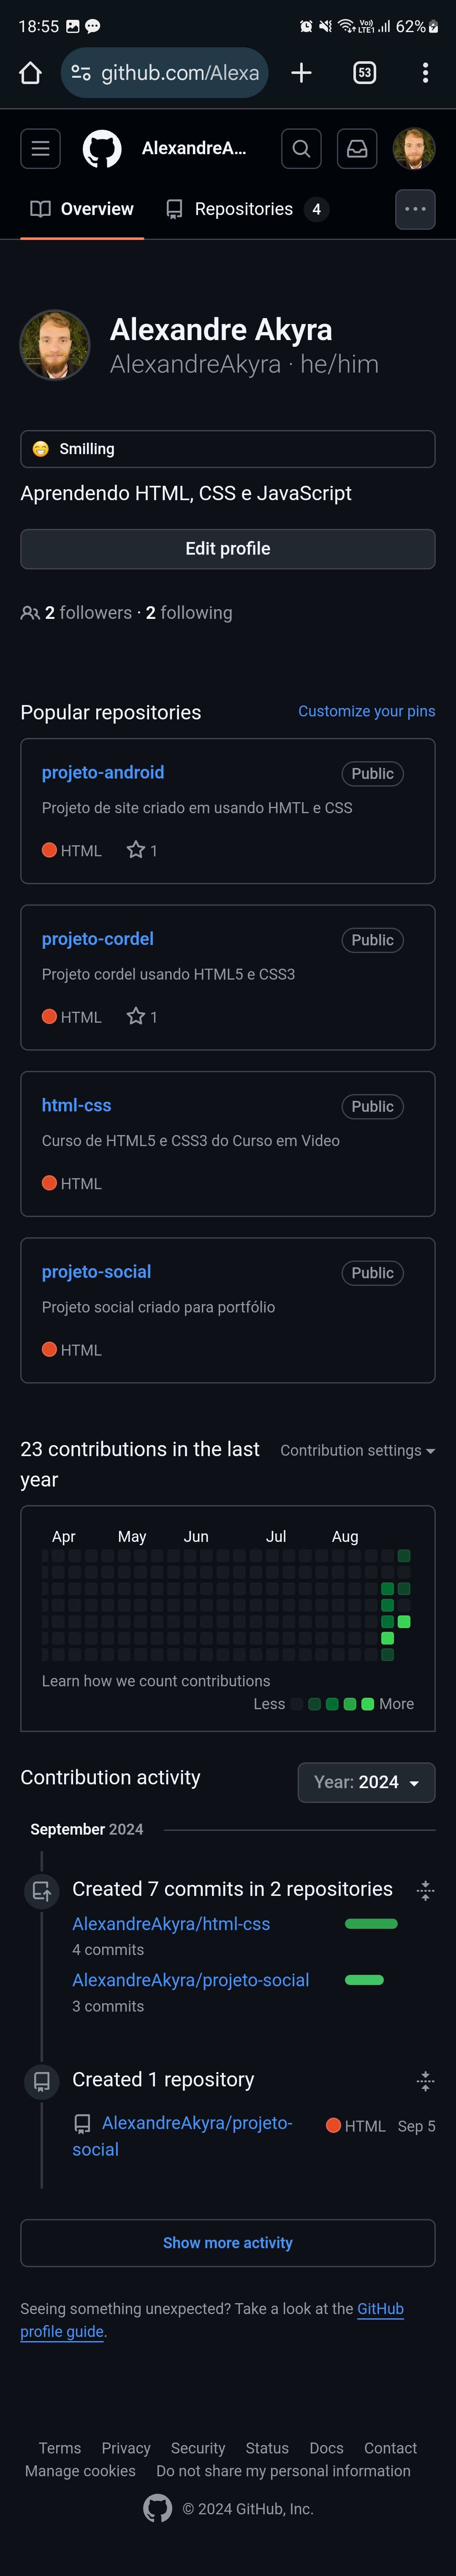 18:55
Vo)) LTE1
62%
github.com/Alexa
53
AlexandreA...
Overview
Repositories 4
Alexandre Akyra
AlexandreAkyra · he/him
Smilling
Aprendendo HTML, CSS e JavaScript
Edit profile
2 followers · 2 following
Popular repositories
Customize your pins
projeto-android
Public
Projeto de site criado em usando HMTL e CSS
HTML 1
projeto-cordel
Public
Projeto cordel usando HTML5 e CSS3
HTML 1
html-css
Public
Curso de HTML5 e CSS3 do Curso em Video
HTML
projeto-social
Public
Projeto social criado para portfólio
HTML
23 contributions in the last
year
Contribution settings
Apr May Jun Jul Aug
Learn how we count contributions
Less More
Contribution activity
Year: 2024
September 2024
Created 7 commits in 2 repositories
AlexandreAkyra/html-css
4 commits
AlexandreAkyra/projeto-social
3 commits
Created 1 repository
AlexandreAkyra/projeto-
social
HTML Sep 5
Show more activity
Seeing something unexpected? Take a look at the GitHub
profile guide.
Terms Privacy Security Status Docs Contact
Manage cookies Do not share my personal information
© 2024 GitHub, Inc.